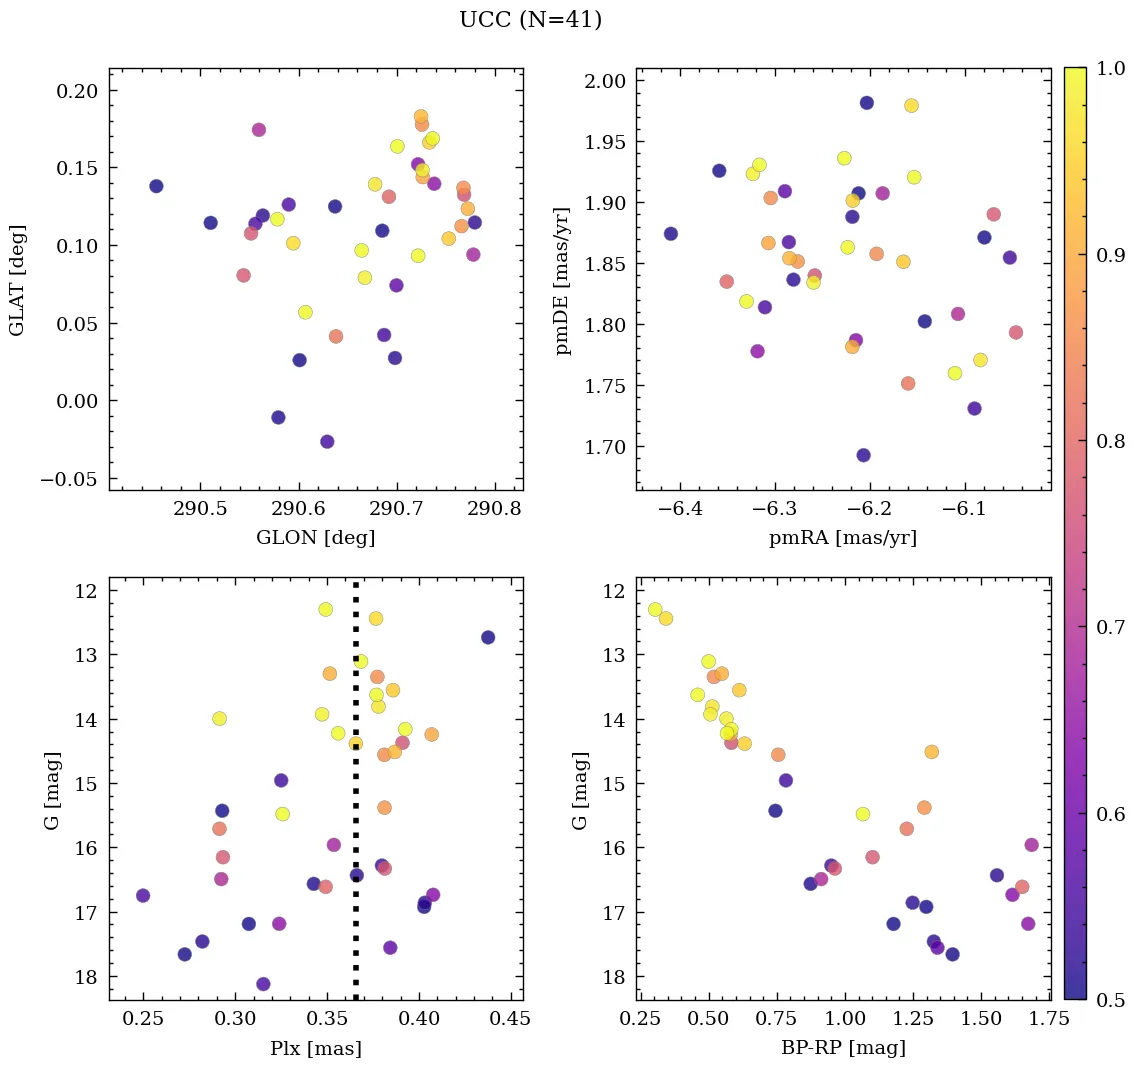 UCC (N=41)
0.20
0.15
0.10
0.05
0.00
−0.05
GLAT [deg]
290.5 290.6 290.7 290.8
GLON [deg]
2.00
1.95
1.90
1.85
1.80
1.75
1.70
pmDE [mas/yr]
−6.4 −6.3 −6.2 −6.1
pmRA [mas/yr]
12
13
14
15
16
17
18
G [mag]
0.25 0.30 0.35 0.40 0.45
Plx [mas]
12
13
14
15
16
17
18
G [mag]
0.25 0.50 0.75 1.00 1.25 1.50 1.75
BP-RP [mag]
1.0
0.9
0.8
0.7
0.6
0.5